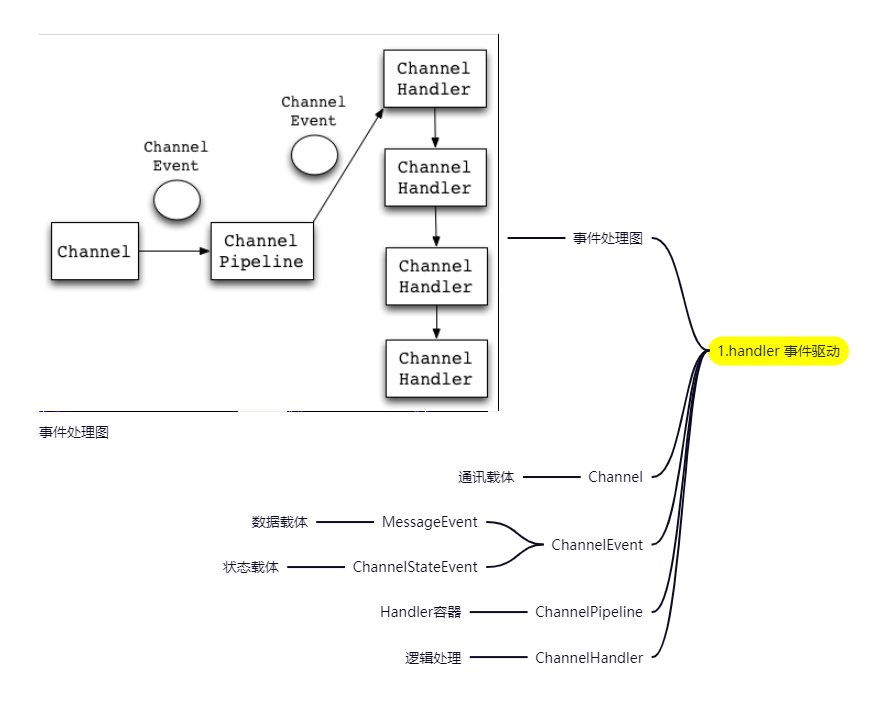 Channel
Handler
Channel
Event
Channel
Event
Channel
Handler
Channel
Channel
Pipeline
Channel
Handler
Channel
Handler
事件处理图
事件处理图
1.handler 事件驱动
通讯载体
Channel
数据载体
MessageEvent
ChannelEvent
状态载体
ChannelStateEvent
Handler容器
ChannelPipeline
逻辑处理
ChannelHandler